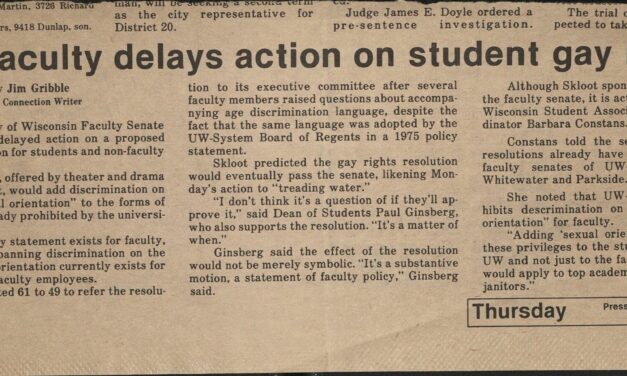 Martin, 3726 Richard
rs, 9418 Dunlap, son.
man, will be seeking a second term
as the city representative for
District 20.
Judge James E. Doyle ordered a
pre-sentence investigation.
The trial
pected to tak
aculty delays action on student gay
y Jim Gribble
Connection Writer
y of Wisconsin Faculty Senate
delayed action on a proposed
on for students and non-faculty
, offered by theater and drama
t, would add discrimination on
l orientation" to the forms of
ady prohibited by the universi-
y statement exists for faculty,
banning discrimination on the
orientation currently exists for
aculty employees.
ted 61 to 49 to refer the resolu-
tion to its executive committee after several
faculty members raised questions about accompa-
nying age discrimination language, despite the
fact that the same language was adopted by the
UW-System Board of Regents in a 1975 policy
statement.
Skloot predicted the gay rights resolution
would eventually pass the senate, likening Mon-
day's action to "treading water."
"I don't think it's a question of if they'll ap-
prove it," said Dean of Students Paul Ginsberg,
who also supports the resolution. "It's a matter of
when."
Ginsberg said the effect of the resolution
would not be merely symbolic. "It's a substantive
motion, a statement of faculty policy," Ginsberg
said.
Although Skloot spon
the faculty senate, it is ac
Wisconsin Student Associ
dinator Barbara Constans.
Constans told the se
resolutions already have
faculty senates of UW
Whitewater and Parkside.
She noted that UW-
hibits descrimination on
orientation" for faculty.
"Adding 'sexual orie
these privileges to the stu
UW and not just to the fa
would apply to top academ
janitors."
Thursday
Press